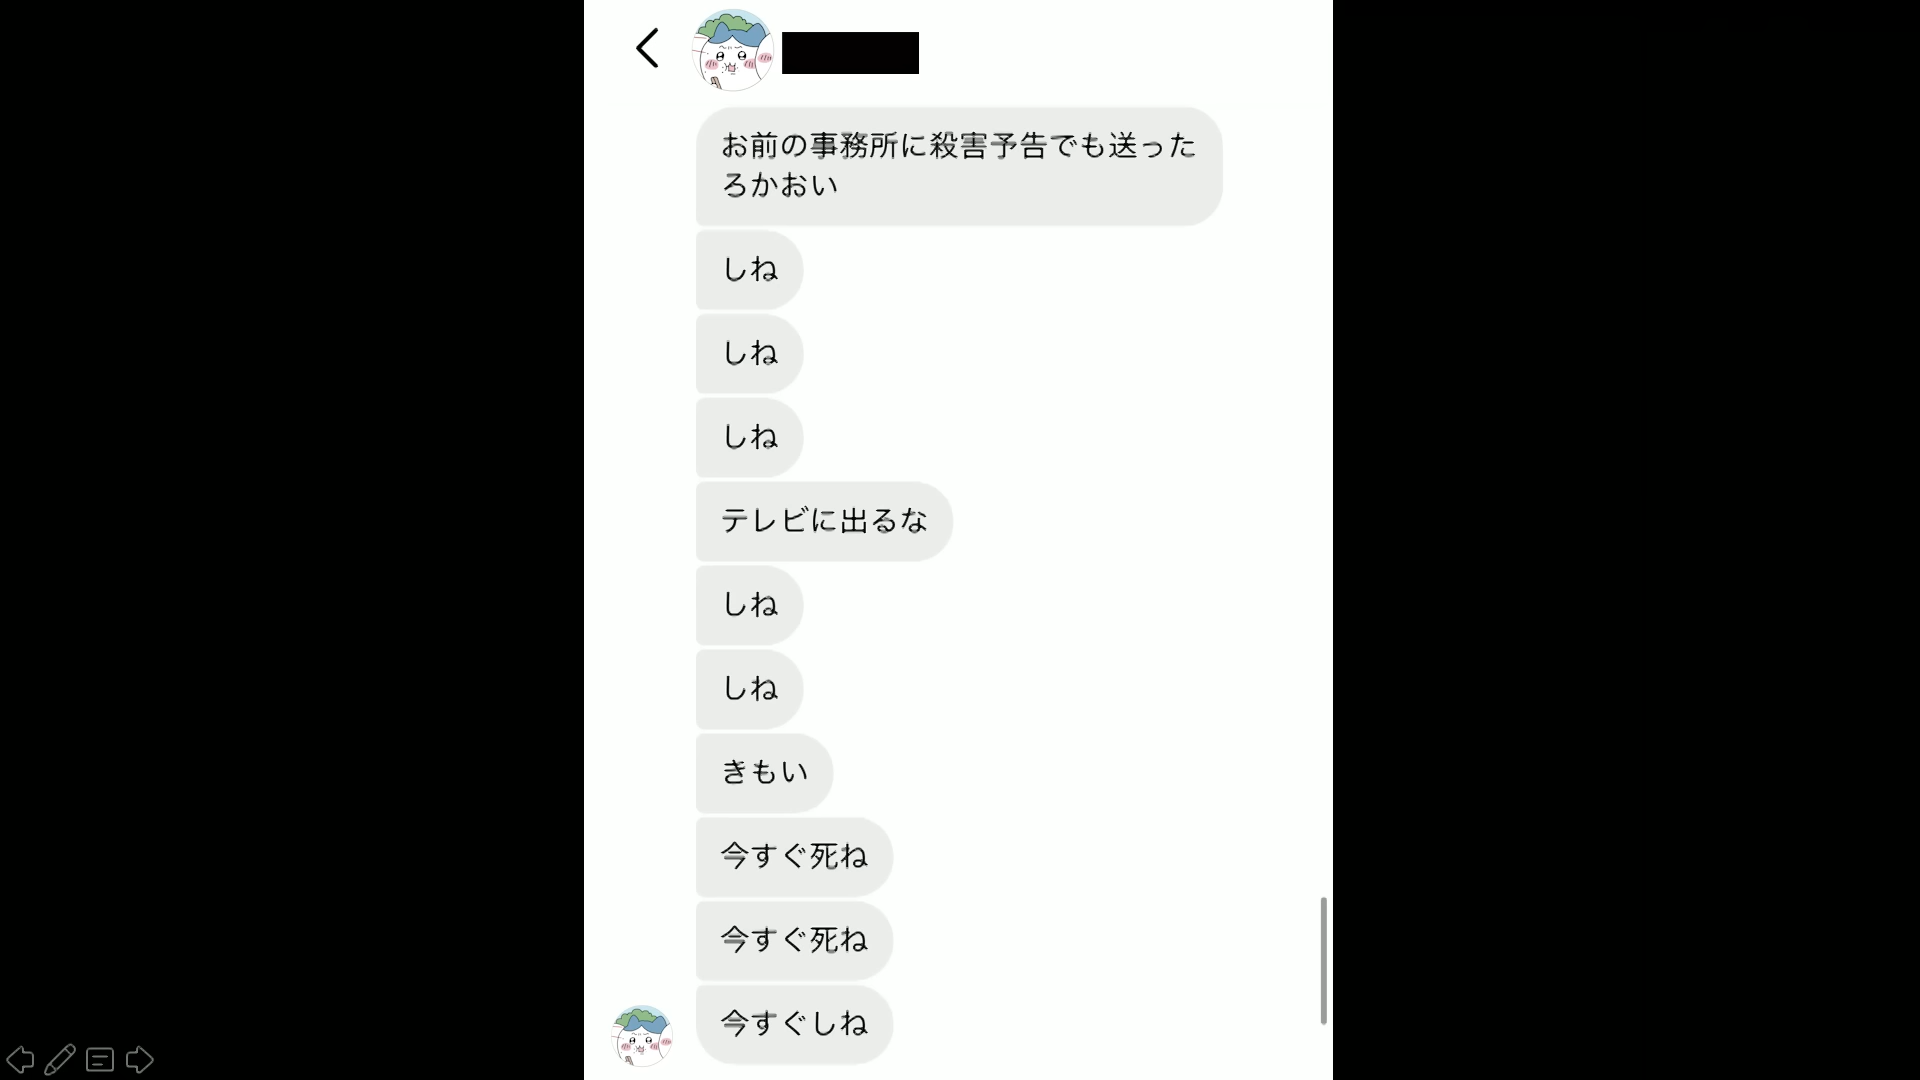 お前の事務所に殺害予告でも送った
ろかおい
しね
しね
しね
テレビに出るな
しね
しね
きもい
今すぐ死ね
今すぐ死ね
今すぐしね